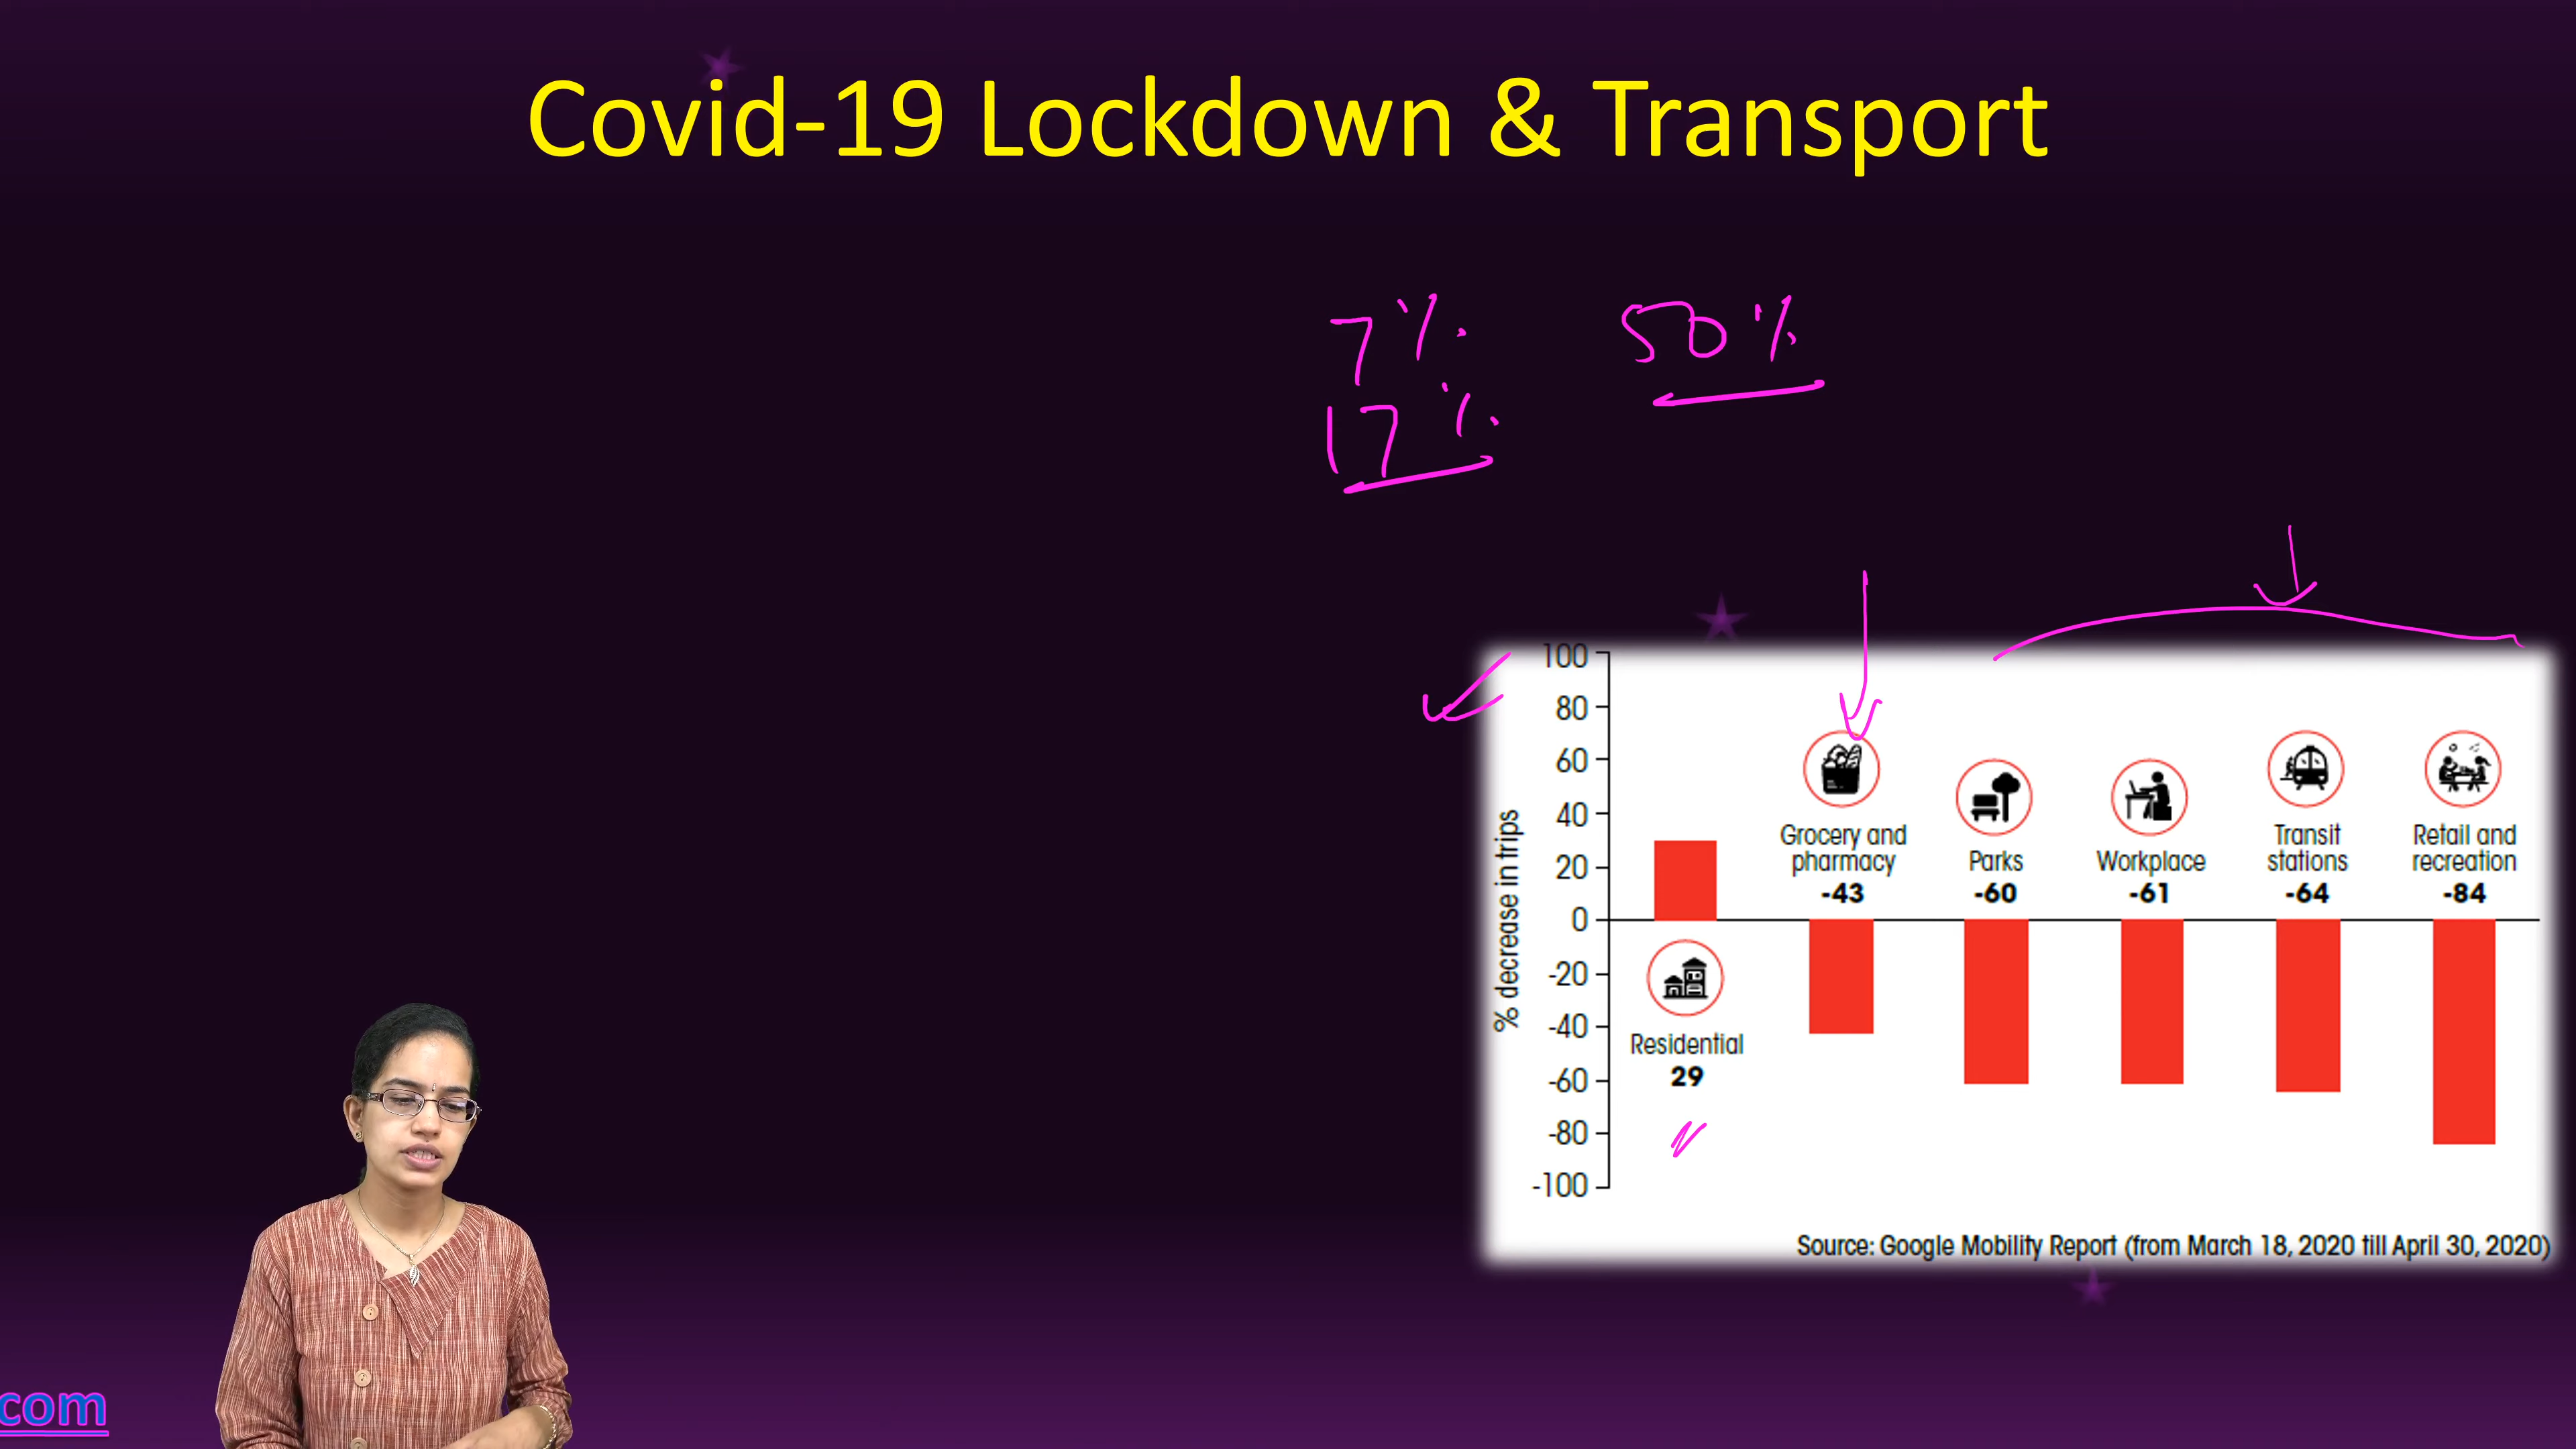 Covid-19 Lockdown & Transport
7%
50%
17%
% decrease in trips
100
80
60
40
20
0
-20
-40
-60
-80
-100
Residential
29
Grocery and
pharmacy
-43
Parks
-60
Workplace
-61
Transit
stations
-64
Retail and
recreation
-84
Source: Google Mobility Report (from March 18, 2020 till April 30, 2020)
com